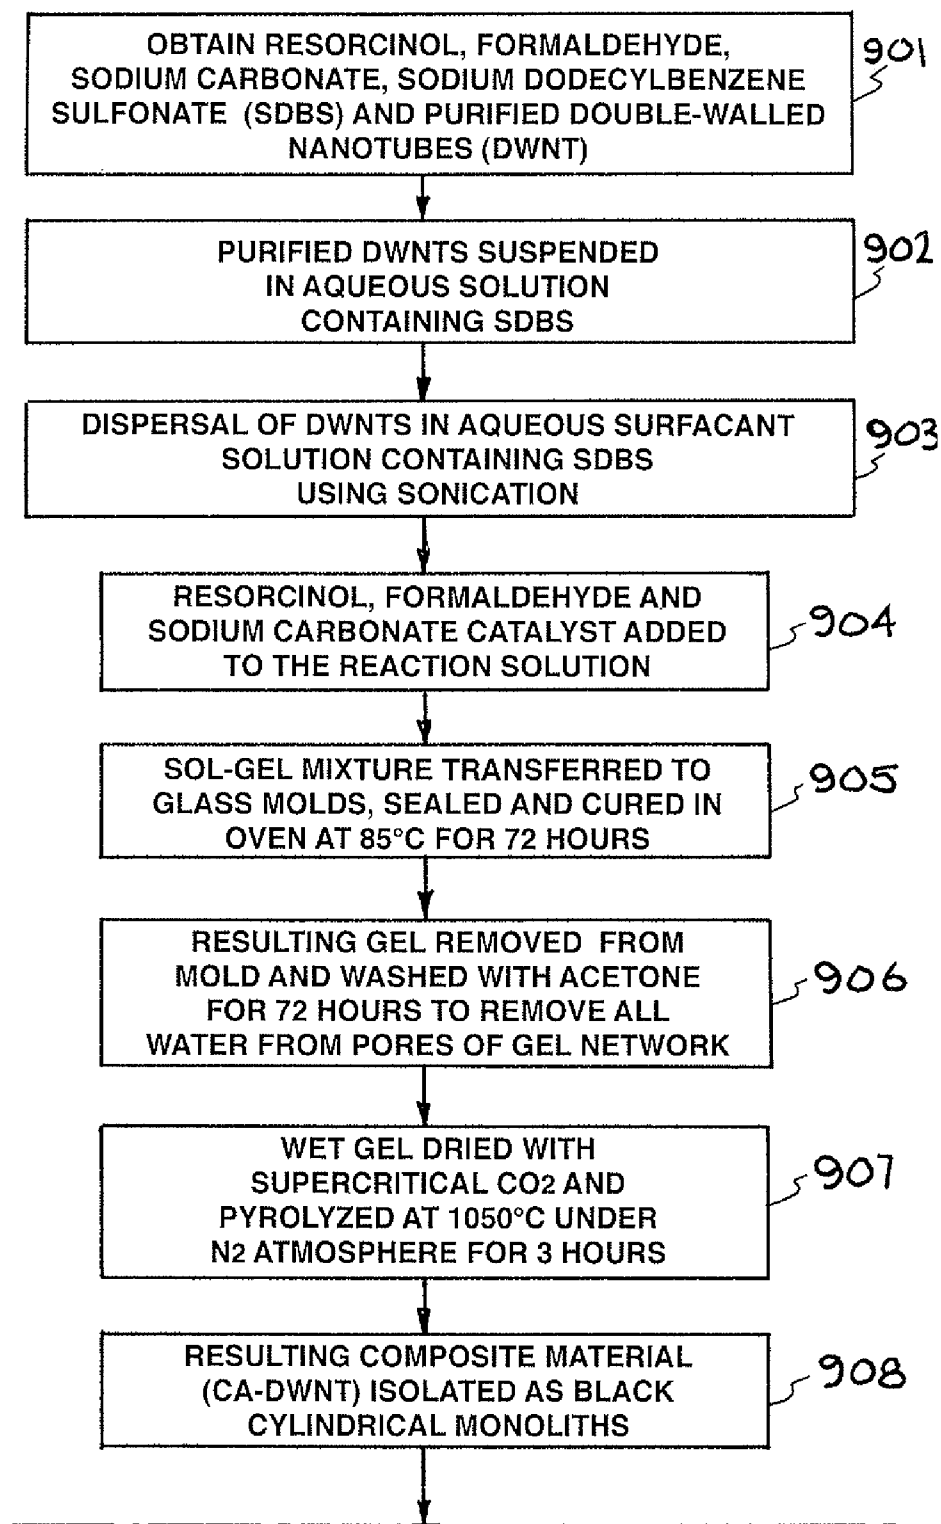 OBTAIN RESORCINOL, FORMALDEHYDE,
SODIUM CARBONATE, SODIUM DODECYLBENZENE
SULFONATE (SDBS) AND PURIFIED DOUBLE-WALLED
NANOTUBES (DWNT)
901
PURIFIED DWNTS SUSPENDED
IN AQUEOUS SOLUTION
CONTAINING SDBS
902
DISPERSAL OF DWNTS IN AQUEOUS SURFACANT
SOLUTION CONTAINING SDBS
USING SONICATION
903
RESORCINOL, FORMALDEHYDE AND
SODIUM CARBONATE CATALYST ADDED
TO THE REACTION SOLUTION
904
SOL-GEL MIXTURE TRANSFERRED TO
GLASS MOLDS, SEALED AND CURED IN
OVEN AT 85°C FOR 72 HOURS
905
RESULTING GEL REMOVED FROM
MOLD AND WASHED WITH ACETONE
FOR 72 HOURS TO REMOVE ALL
WATER FROM PORES OF GEL NETWORK
906
WET GEL DRIED WITH
SUPERCRITICAL CO2 AND
PYROLYZED AT 1050°C UNDER
N2 ATMOSPHERE FOR 3 HOURS
907
RESULTING COMPOSITE MATERIAL
(CA-DWNT) ISOLATED AS BLACK
CYLINDRICAL MONOLITHS
908